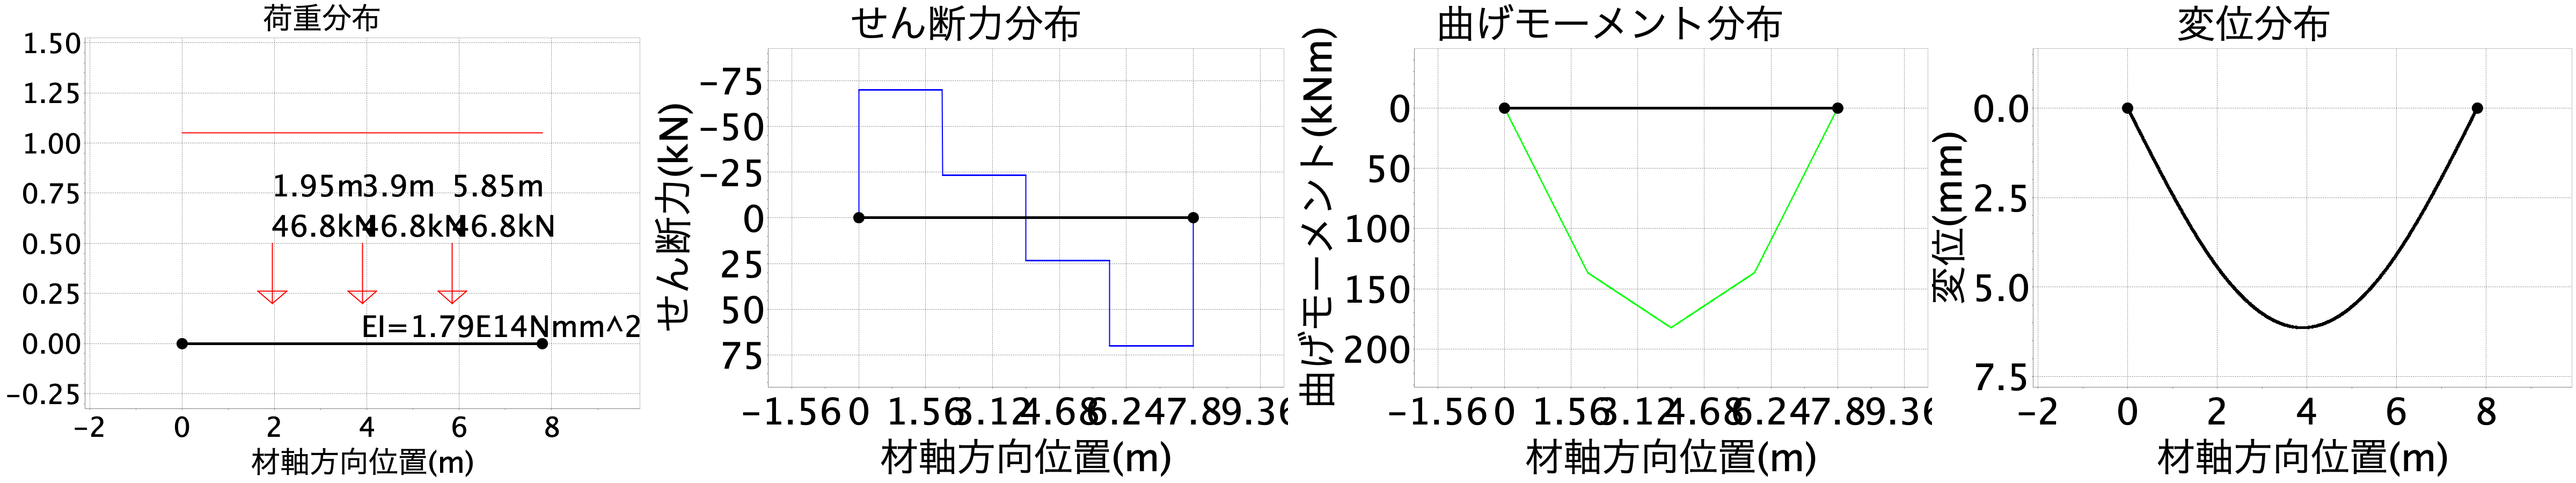 荷重分布
1.50
1.25
1.00
0.75
0.50
0.25
0.00
−0.25
1.95m 3.9m 5.85m
46.8kN 46.8kN 46.8kN
EI=1.79E14Nmm^2
−2 0 2 4 6 8
材軸方向位置(m)
せん断力分布
せん断力(kN)
−75
−50
−25
0
25
50
75
−1.56 0 1.56 3.12 4.68 6.24 7.8 9.36
材軸方向位置(m)
曲げモーメント分布
曲げモーメント(kNm)
0
50
100
150
200
−1.56 0 1.56 3.12 4.68 6.24 7.8 9.36
材軸方向位置(m)
変位分布
変位(mm)
0.0
2.5
5.0
7.5
−2 0 2 4 6 8
材軸方向位置(m)